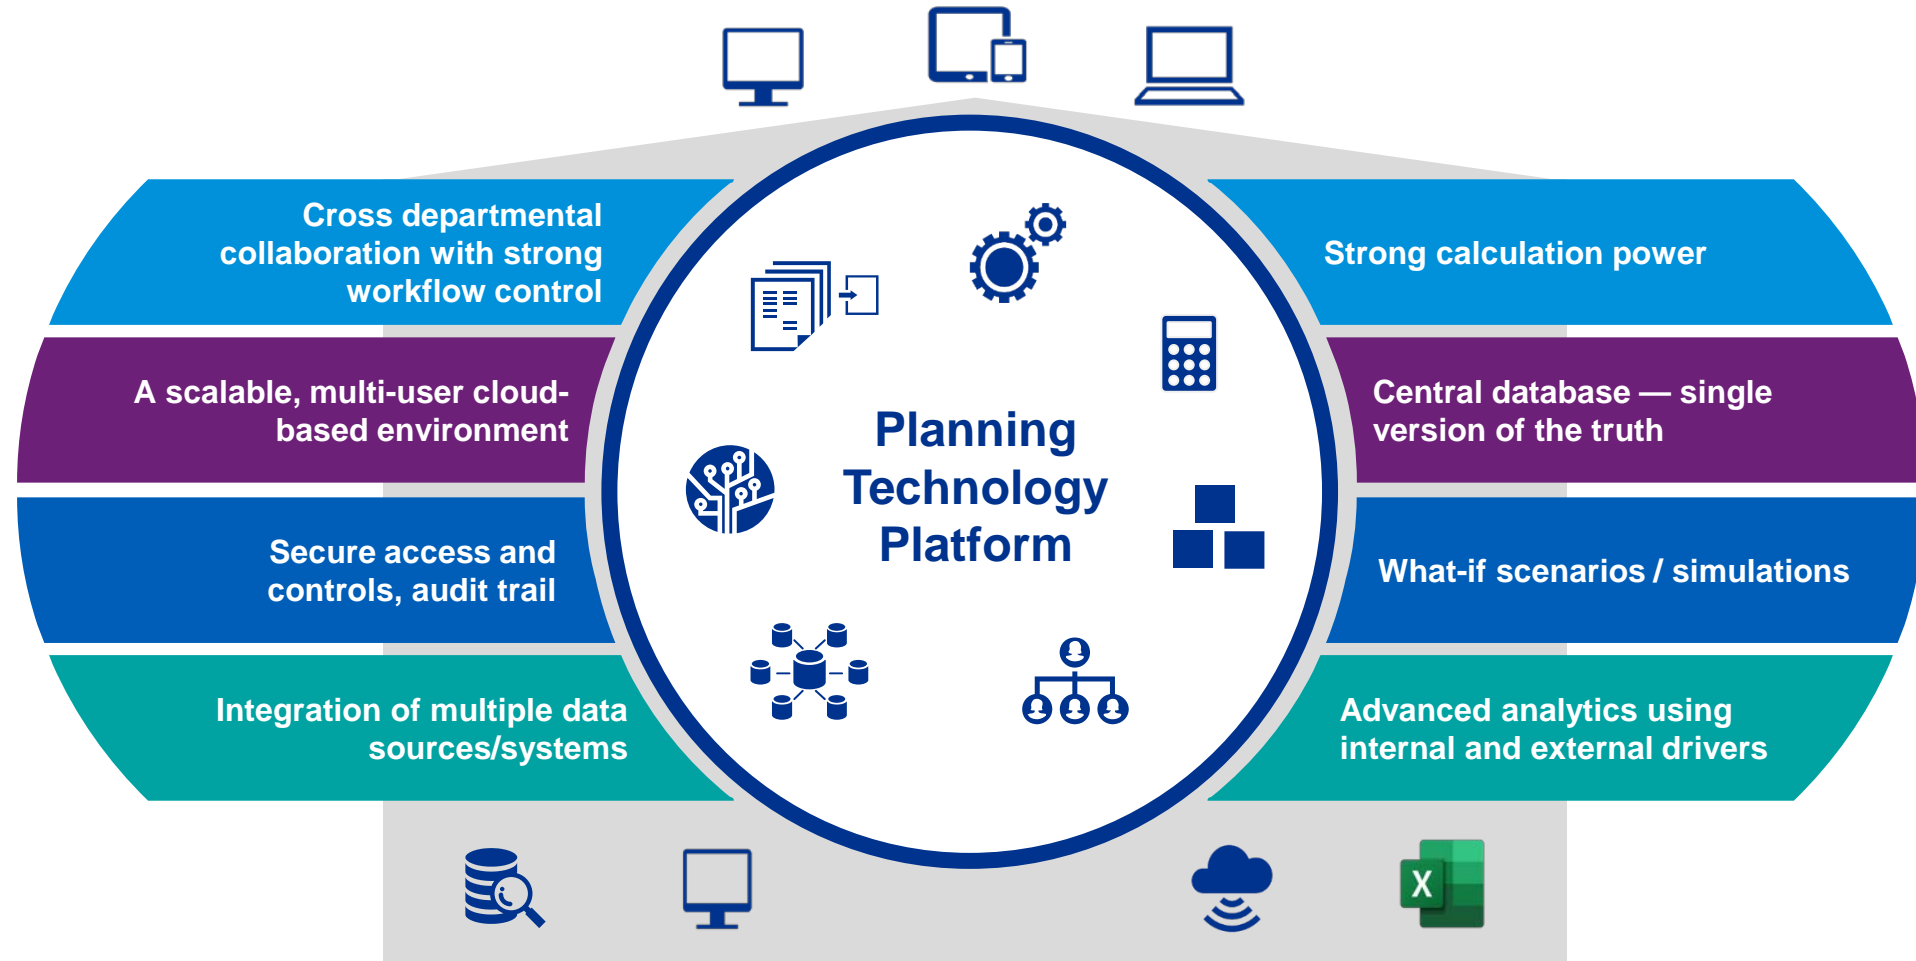 Cross departmental
collaboration with strong
workflow control
A scalable, multi-user cloud-
based environment
Secure access and
controls, audit trail
Integration of multiple data
sources/systems
Planning
Technology
Platform
Strong calculation power
Central database — single
version of the truth
What-if scenarios / simulations
Advanced analytics using
internal and external drivers
X